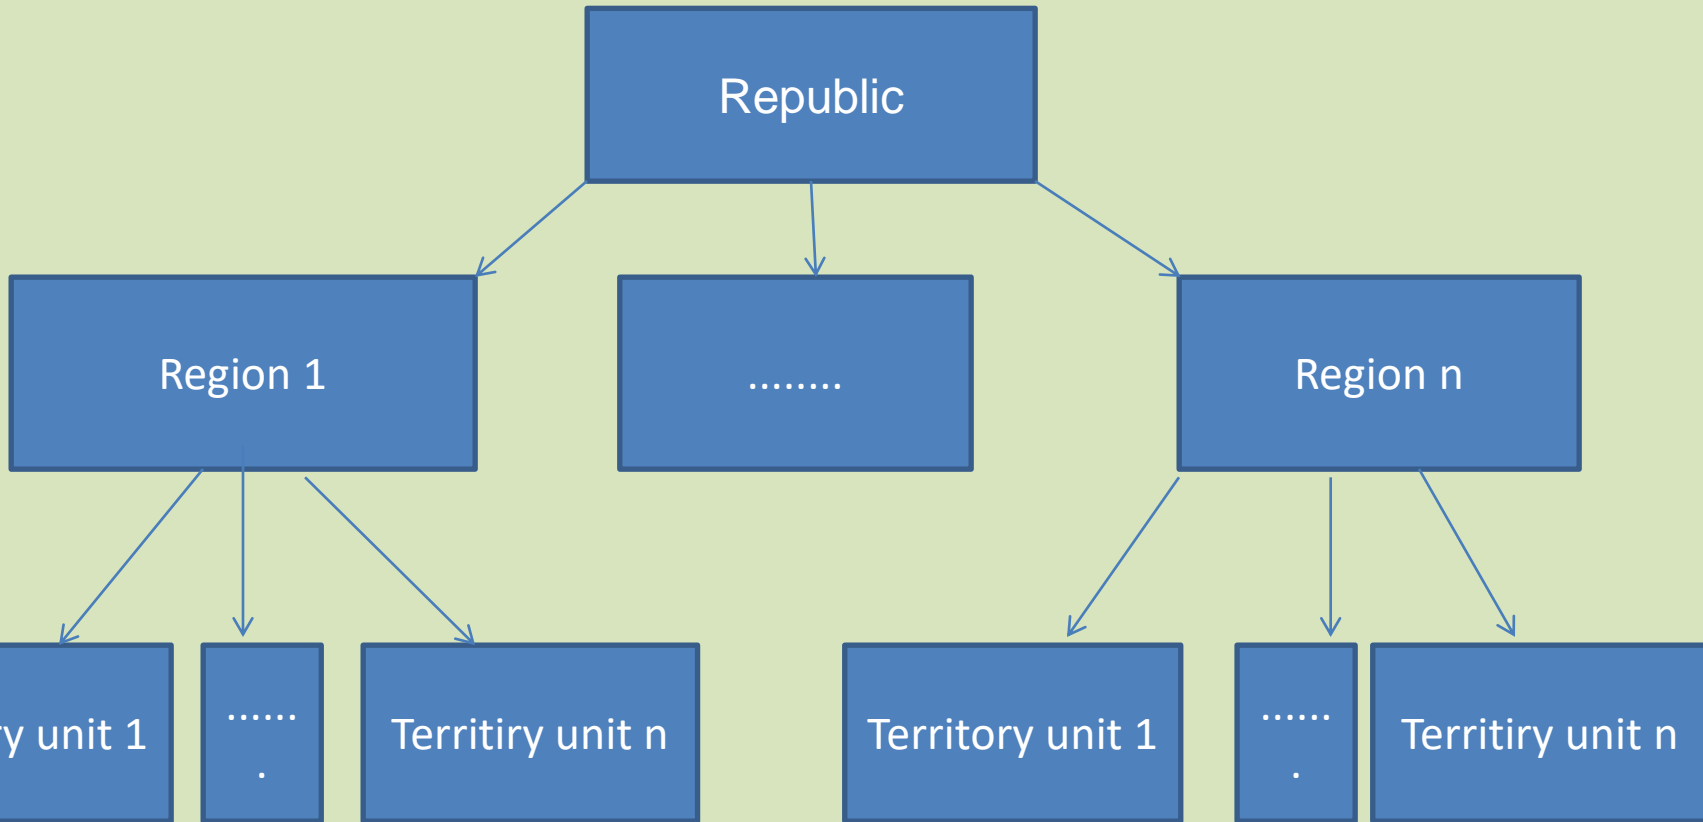 Republic
Region 1
........
Region n
y unit 1
......
.
Territiry unit n
Territory unit 1
......
.
Territiry unit n